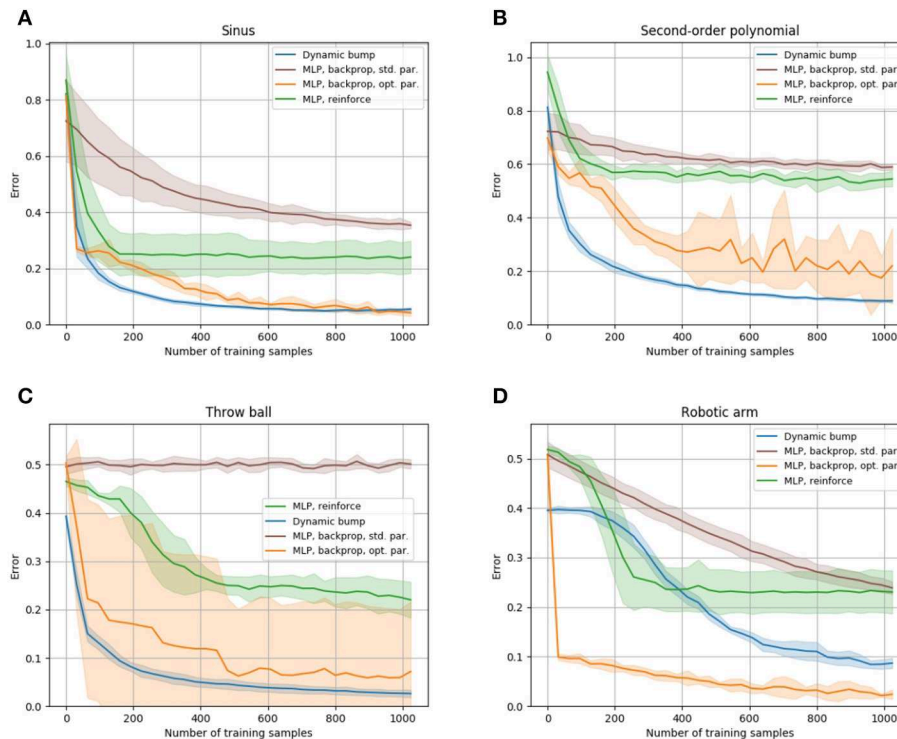 A
Sinus
1.0
0.8
0.6
0.4
0.2
0.0
Error
Dynamic bump
MLP, backprop, std. par.
MLP, backprop, opt. par.
MLP, reinforce
0 200 400 600 800 1000
Number of training samples
B
Second-order polynomial
1.0
0.8
0.6
0.4
0.2
0.0
Error
Dynamic bump
MLP, backprop, std. par.
MLP, backprop, opt. par.
MLP, reinforce
0 200 400 600 800 1000
Number of training samples
C
Throw ball
0.5
0.4
0.3
0.2
0.1
0.0
Error
MLP, reinforce
Dynamic bump
MLP, backprop, std. par.
MLP, backprop, opt. par.
0 200 400 600 800 1000
Number of training samples
D
Robotic arm
0.5
0.4
0.3
0.2
0.1
0.0
Error
Dynamic bump
MLP, backprop, std. par.
MLP, backprop, opt. par.
MLP, reinforce
0 200 400 600 800 1000
Number of training samples